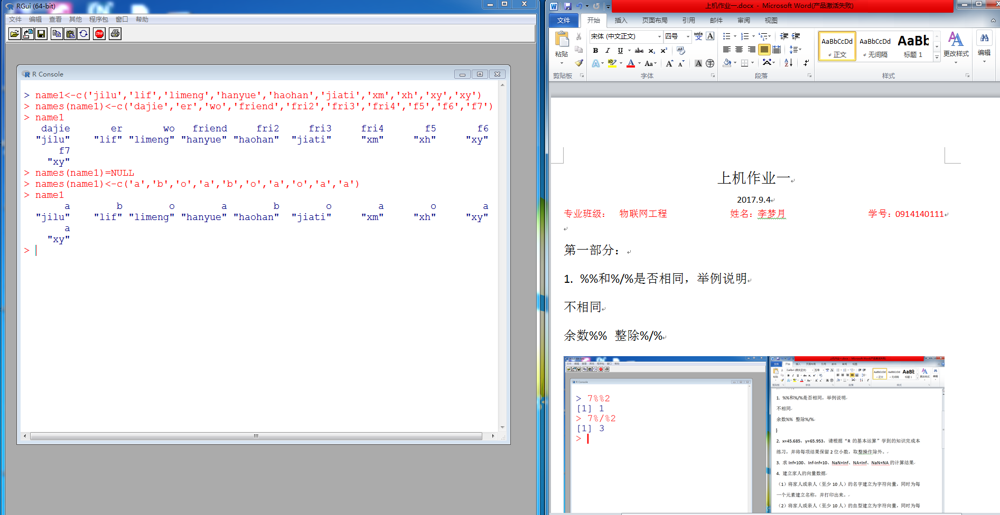 RGui (64-bit)
文件 编辑 查看 其他 程序包 窗口 帮助
STOP
R Console
> name1<-c('jilu','lif','limeng','hanyue','haohan','jiati','xm','xh','xy','xy')
> names(name1)<-c('dajie','er','wo','friend','fri2','fri3','fri4','f5','f6','f7')
> name1
dajie er wo friend fri2 fri3 fri4 f5 f6
"jilu" "lif" "limeng" "hanyue" "haohan" "jiati" "xm" "xh" "xy"
f7
"xy"
> names(name1)=NULL
> names(name1)<-c('a','b','o','a','b','o','a','o','a','a')
> name1
a b o a b o a o a
"jilu" "lif" "limeng" "hanyue" "haohan" "jiati" "xm" "xh" "xy"
a
"xy"
>
上机作业一.docx - Microsoft Word(产品激活失败)
文件 开始 插入 页面布局 引用 邮件 审阅 视图
宋体 (中文正文) 四号
粘贴
剪贴板 字体 段落 样式
AaBbCcDd AaBbCcDd AaBb
正文 无间隔 标题 1 更改样式 编辑
上机作业一
2017.9.4
专业班级： 物联网工程 姓名：李梦月 学号：0914140111
第一部分：
1. %%和%/%是否相同，举例说明
不相同
余数%% 整除%/%
R Console
> 7%%2
[1] 1
> 7%/%2
[1] 3
>
1. %%和%/%是否相同，举例说明
不相同
余数%% 整除%/%
2. x=45.685，y=65.953，请根据“R 的基本运算”学到的知识完成本
练习，并将每项结果保留 2 位小数，取整操作除外。
3. 求 Inf+100、Inf-Inf+10、NaN+Inf、NA+Inf、NaN+NA 的计算结果
4. 建立家人的向量数据
（1）将家人或亲人（至少 10 人）的名字建立为字符向量，同时为每
一个元素建立名称，并打印出来。
（2）将家人或亲人（至少 10 人）的血型建立为字符向量，同时为每